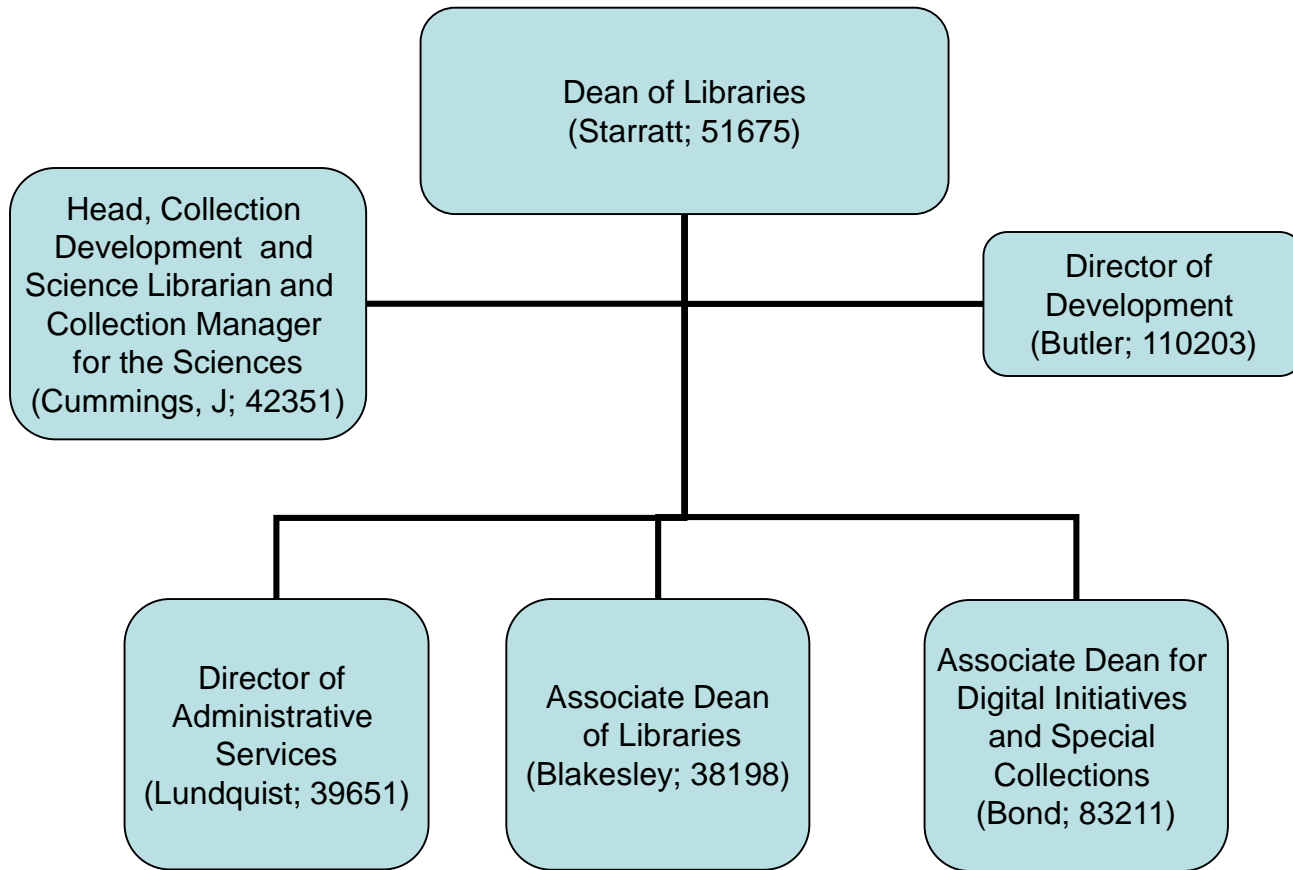 Dean of Libraries
(Starratt; 51675)
Head, Collection
Development and
Science Librarian and
Collection Manager
for the Sciences
(Cummings, J; 42351)
Director of
Development
(Butler; 110203)
Director of
Administrative
Services
(Lundquist; 39651)
Associate Dean
of Libraries
(Blakesley; 38198)
Associate Dean for
Digital Initiatives
and Special
Collections
(Bond; 83211)